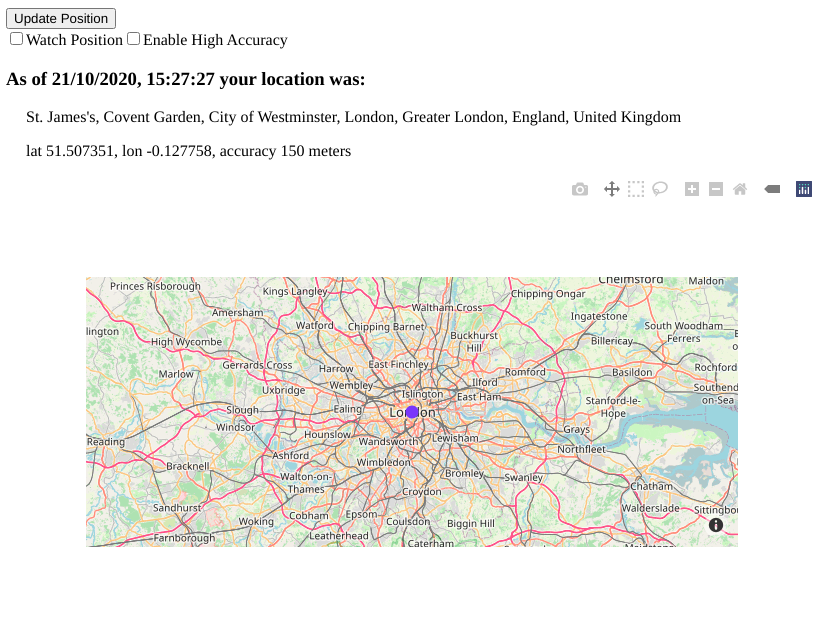 Update Position
Watch Position Enable High Accuracy
As of 21/10/2020, 15:27:27 your location was:
St. James's, Covent Garden, City of Westminster, London, Greater London, England, United Kingdom
lat 51.507351, lon -0.127758, accuracy 150 meters
Princes Risborough
Kings Langley
Chelmsford
Maldon
Chipping Ongar
Amersham
Waltham Cross
Ingatestone
lington
Watford
Chipping Barnet
South Woodham
Ferrers
High Wycombe
Buckhurst
Hill
Billericay
Gerrards Cross
Harrow
East Finchley
Marlow
Romford
Basildon
Rochford
Uxbridge
Wembley
Ilford
Southend
-on-Sea
Islington
East Ham
Stanford-le-
Hope
Slough
Ealing
London
Windsor
Hounslow
Wandsworth
Lewisham
Grays
Reading
Northfleet
Ashford
Wimbledon
Bracknell
Walton-on-
Thames
Bromley
Swanley
Croydon
Chatham
Sandhurst
Cobham
Epsom
Walderslade
Sittingbou
Woking
Coulsdon
Biggin Hill
Farnborough
Leatherhead
Caterham
Maidstone